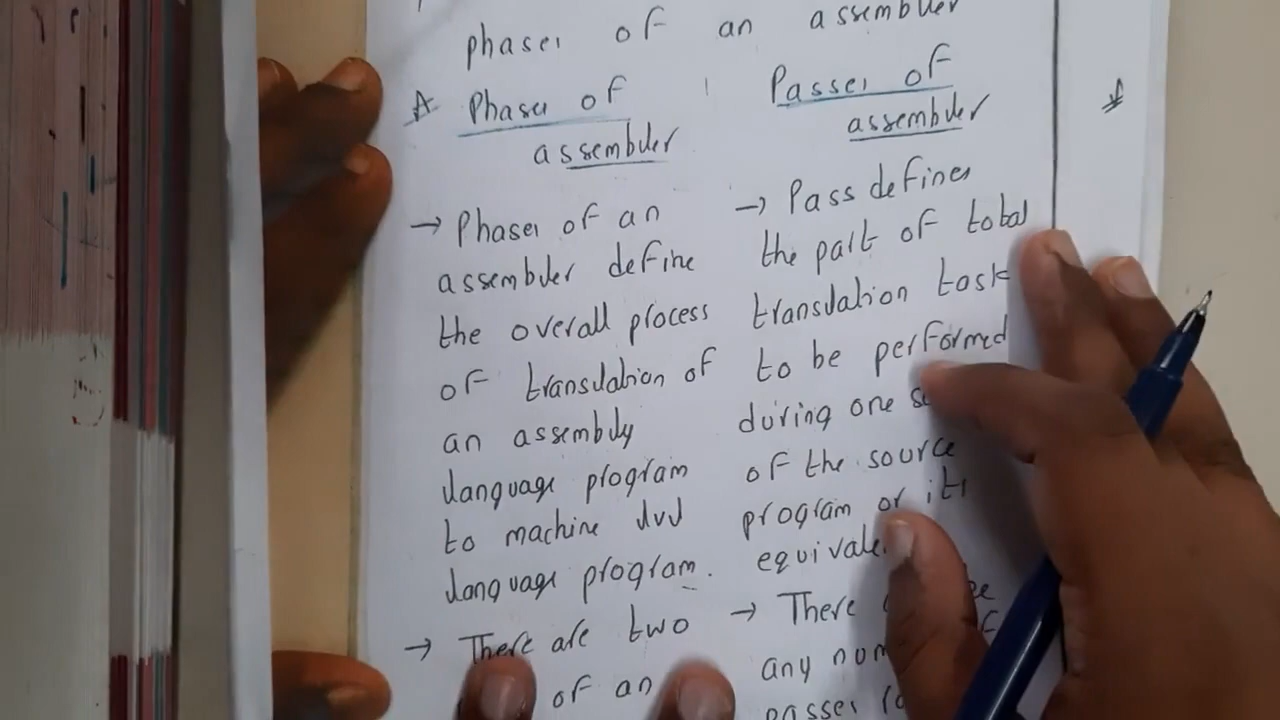 phases of an assembler
A Phases of assembler
Passes of assembler
→ Phases of an
assembler define
the overall process
of translation of
an assembly
language program
to machine lvl
language program.
→ There are two
of an
→ Pass defines
the part of total
translation task
to be performed
during one
of the source
program or its
→ There
any
passes